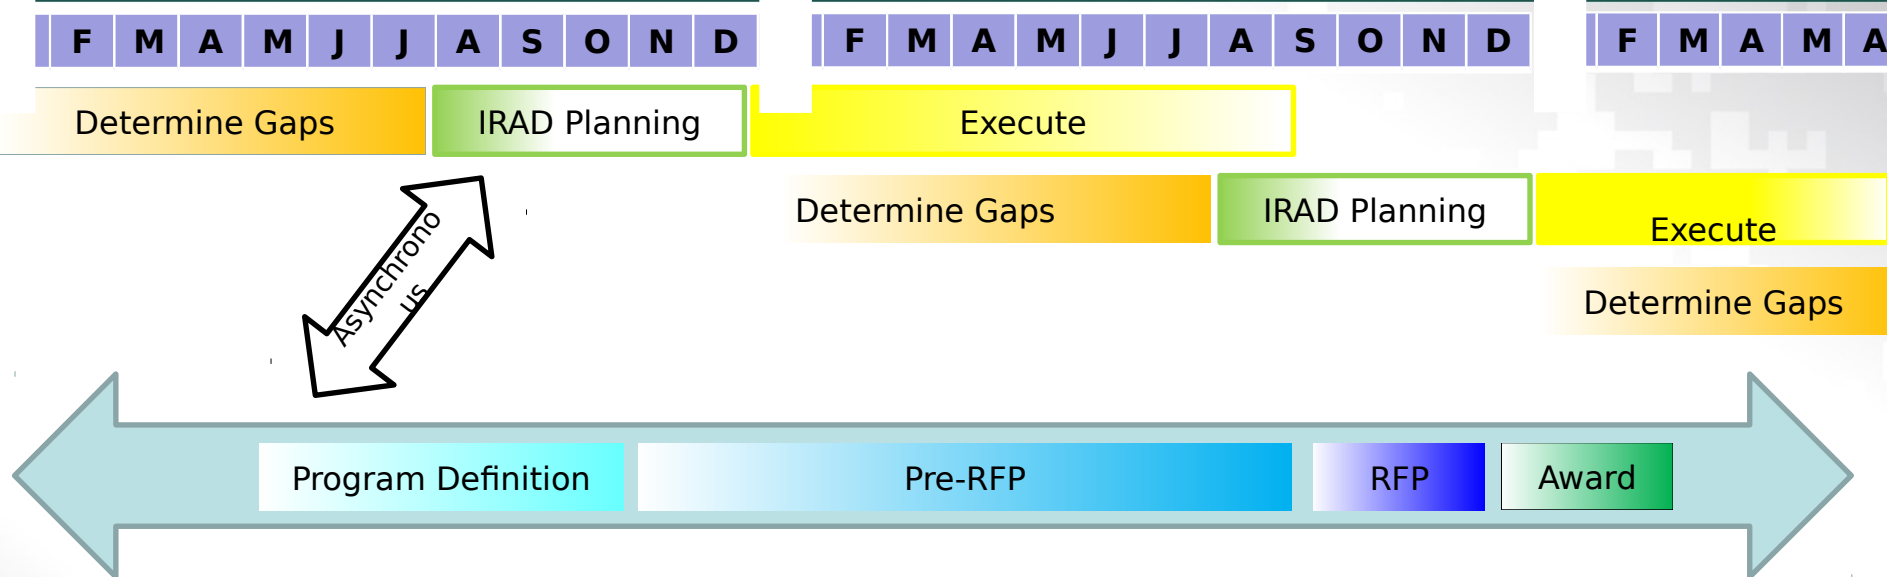 F M A M J J A S O N D F M A M J J A S O N D F M A M A
Determine Gaps IRAD Planning Execute
Determine Gaps IRAD Planning Execute
Determine Gaps
Asynchrono
us
Program Definition Pre-RFP RFP Award